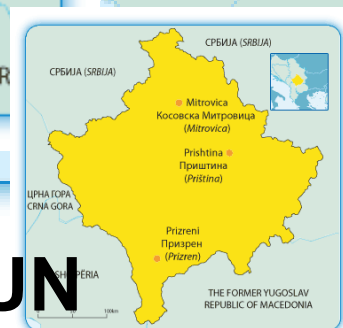 СРБИЈА (SRBIJA)
СРБИЈА (SRBIJA)
R
Mitrovica
Косовска Митровица
(Mitrovica)
Prishtina
Приштина
(Priština)
ЦРНА ГОРА
CRNA GORA
Prizreni
Призрен
(Prizren)
SHQIPËRIA
UN
THE FORMER YUGOSLAV
REPUBLIC OF MACEDONIA
100km